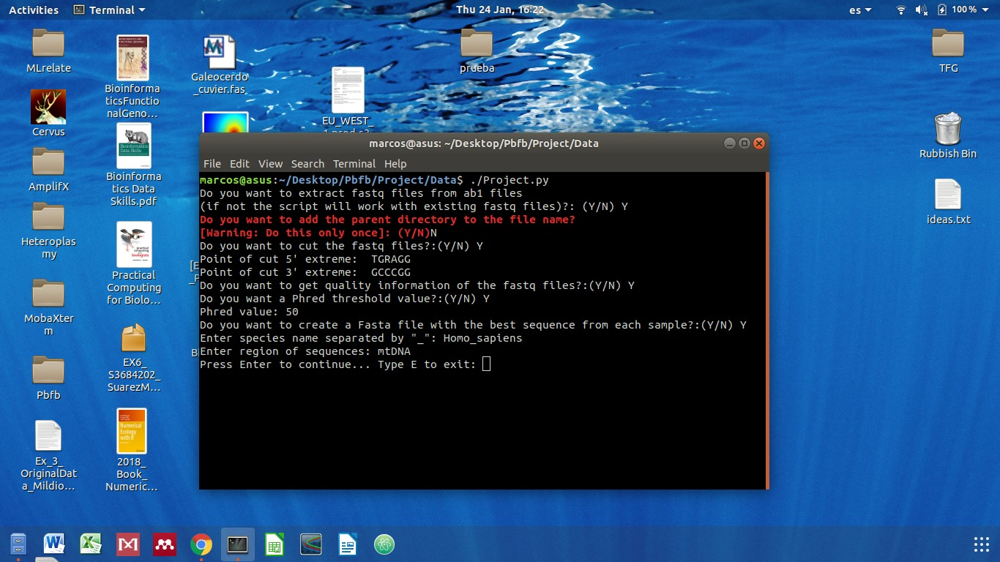 Activities
Terminal
Thu 24 Jan, 16:22
es
100 %
MLrelate
Cervus
AmplifX
Heteroplas
my
MobaXter
m
Pbfb
Ex_3_
OriginalDat
a_Mildio…
Bioinforma
ticsFunctio
nalGeno…
Bioinforma
tics Data
Skills.pdf
Practical
Computing
for Biolo…
EX6_
S3684202_
SuarezM…
2018_
Book_
Numeric…
Galeocerdo
_cuvier.fas
EU_WEST_
prueba
TFG
Rubbish Bin
ideas.txt
marcos@asus: ~/Desktop/Pbfb/Project/Data
File Edit View Search Terminal Help
marcos@asus:~/Desktop/Pbfb/Project/Data$ ./Project.py
Do you want to extract fastq files from ab1 files
(if not the script will work with existing fastq files)?: (Y/N) Y
Do you want to add the parent directory to the file name?
[Warning: Do this only once]: (Y/N)N
Do you want to cut the fastq files?:(Y/N) Y
Point of cut 5' extreme:  TGRAGG
Point of cut 3' extreme:  GCCCGG
Do you want to get quality information of the fastq files?:(Y/N) Y
Do you want a Phred threshold value?:(Y/N) Y
Phred value: 50
Do you want to create a Fasta file with the best sequence from each sample?:(Y/N) Y
Enter species name separated by "_": Homo_sapiens
Enter region of sequences: mtDNA
Press Enter to continue... Type E to exit: